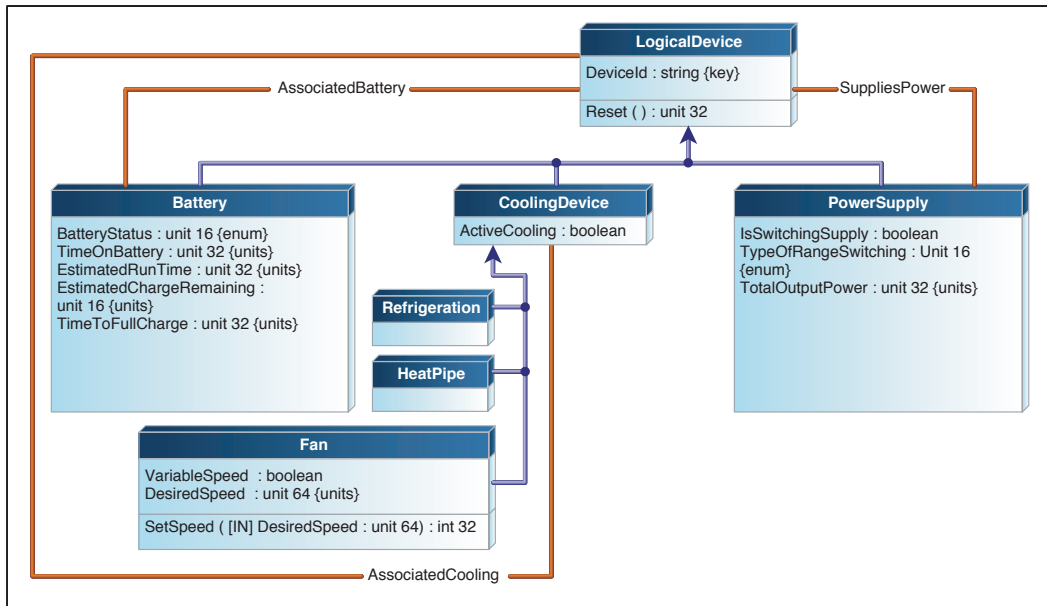 LogicalDevice
DeviceId : string {key}
Reset ( ) : unit 32
AssociatedBattery
SuppliesPower
Battery
BatteryStatus : unit 16 {enum}
TimeOnBattery : unit 32 {units}
EstimatedRunTime : unit 32 {units}
EstimatedChargeRemaining :
unit 16 {units}
TimeToFullCharge : unit 32 {units}
CoolingDevice
ActiveCooling : boolean
PowerSupply
IsSwitchingSupply : boolean
TypeOfRangeSwitching : Unit 16
{enum}
TotalOutputPower : unit 32 {units}
Refrigeration
HeatPipe
Fan
VariableSpeed : boolean
DesiredSpeed : unit 64 {units}
SetSpeed ( [IN] DesiredSpeed : unit 64) : int 32
AssociatedCooling